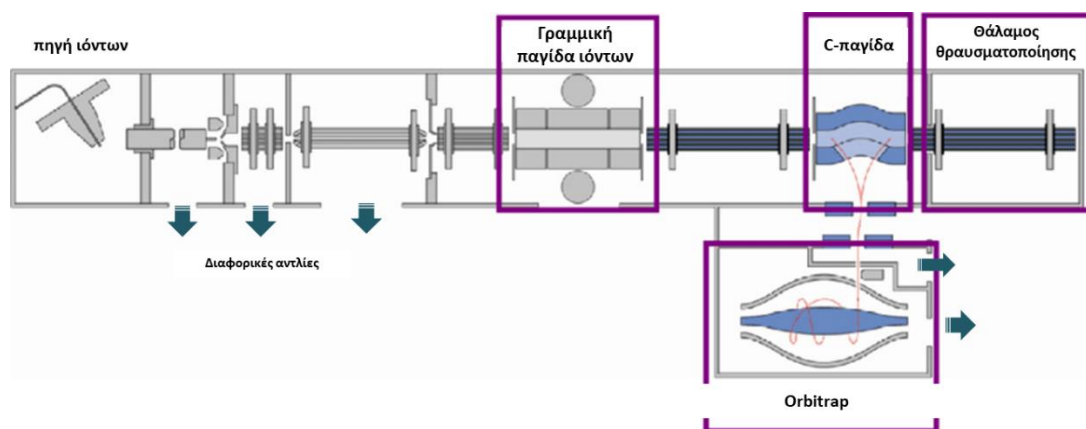 πηγή ιόντων
Γραμμική
παγίδα ιόντων
C-παγίδα
Θάλαμος
θραυσματοποίησης
Διαφορικές αντλίες
Orbitrap